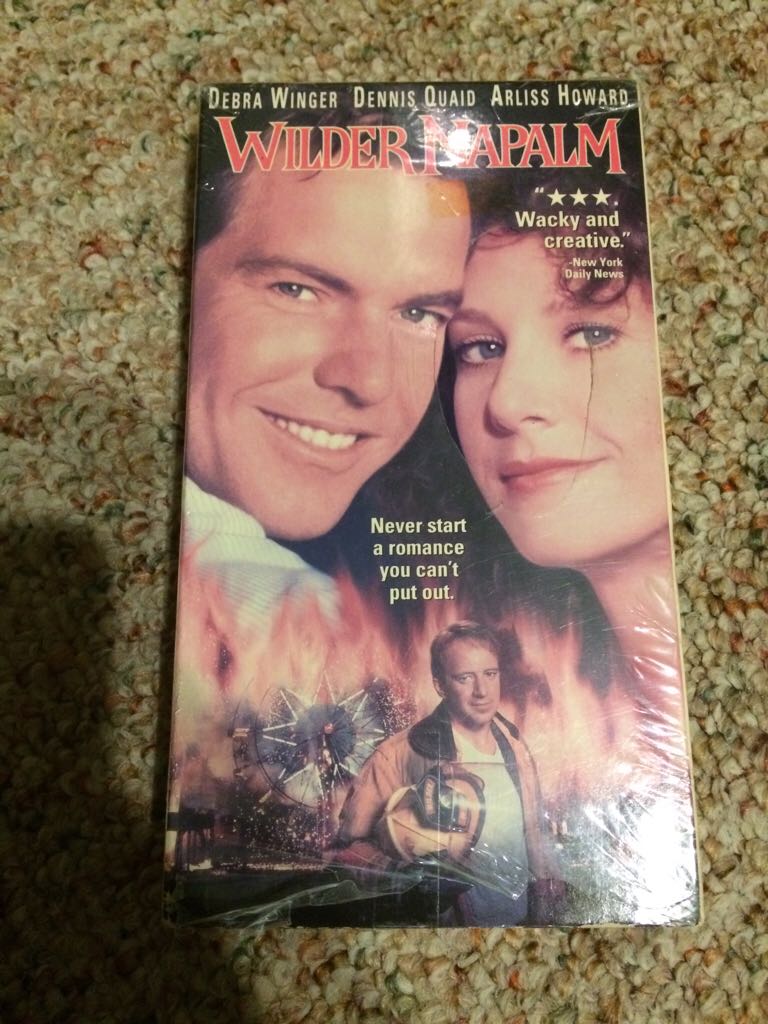 DEBRA WINGER DENNIS QUAID ARLISS HOWARD
WILDER NAPALM
"★★★.
Wacky and
creative."
-New York
Daily News
Never start
a romance
you can't
put out.